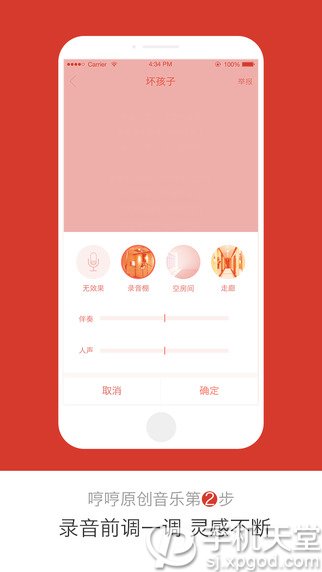 Carrier 4:34 PM 100%
坏孩子 举报
无效果 录音棚 空房间 走廊
伴奏
人声
取消 确定
哼哼原创音乐第2步
录音前调一调 灵感不断
手机天堂
sj.xpgod.com